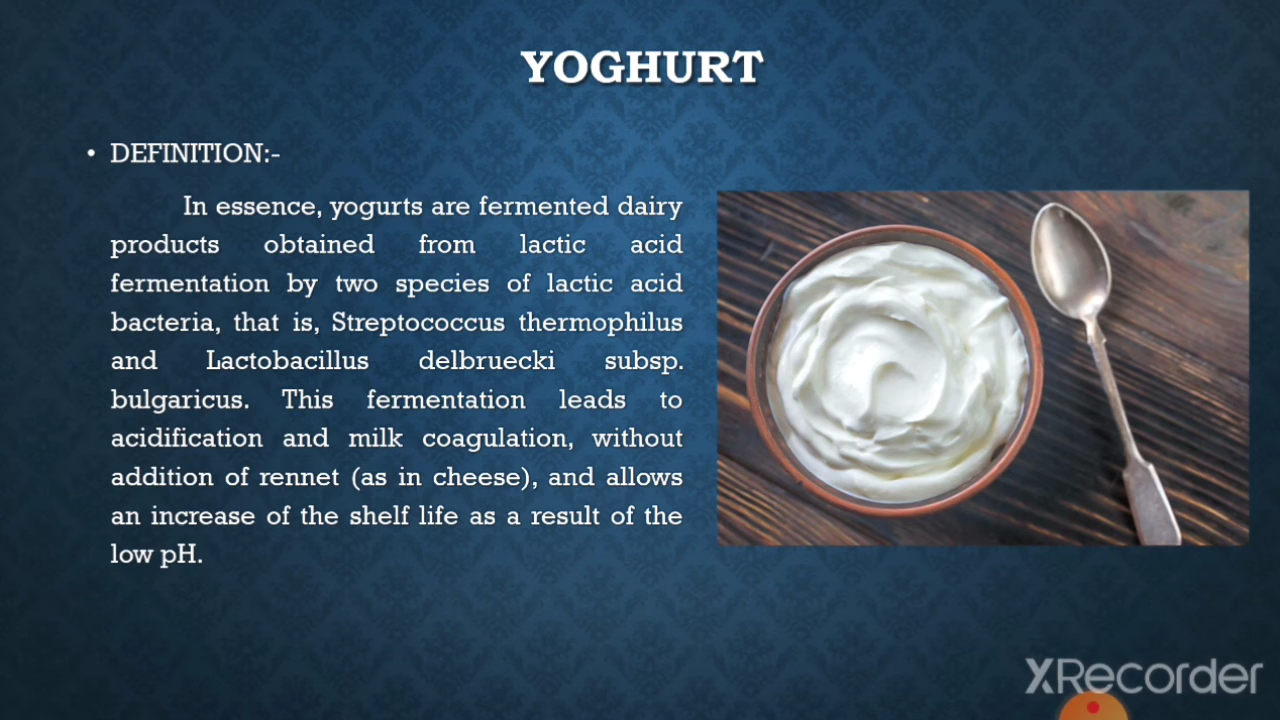 YOGHURT
• DEFINITION:-
In essence, yogurts are fermented dairy
products obtained from lactic acid
fermentation by two species of lactic acid
bacteria, that is, Streptococcus thermophilus
and Lactobacillus delbruecki subsp.
bulgaricus. This fermentation leads to
acidification and milk coagulation, without
addition of rennet (as in cheese), and allows
an increase of the shelf life as a result of the
low pH.
XRecorder